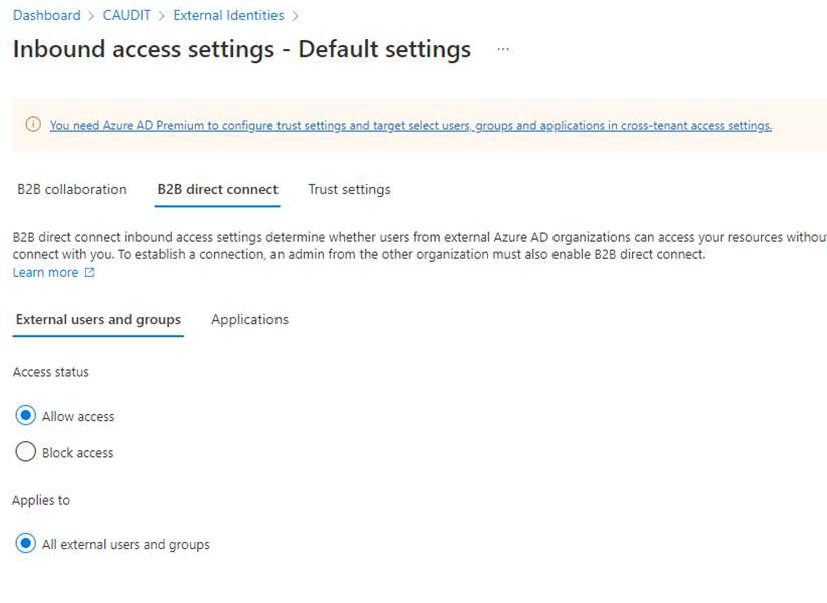 Dashboard > CAUDIT > External Identities >
Inbound access settings - Default settings ...
You need Azure AD Premium to configure trust settings and target select users, groups and applications in cross-tenant access settings.
B2B collaboration B2B direct connect Trust settings
B2B direct connect inbound access settings determine whether users from external Azure AD organizations can access your resources
connect with you. To establish a connection, an admin from the other organization must also enable B2B direct connect.
Learn more
External users and groups Applications
Access status
Allow access
Block access
Applies to
All external users and groups